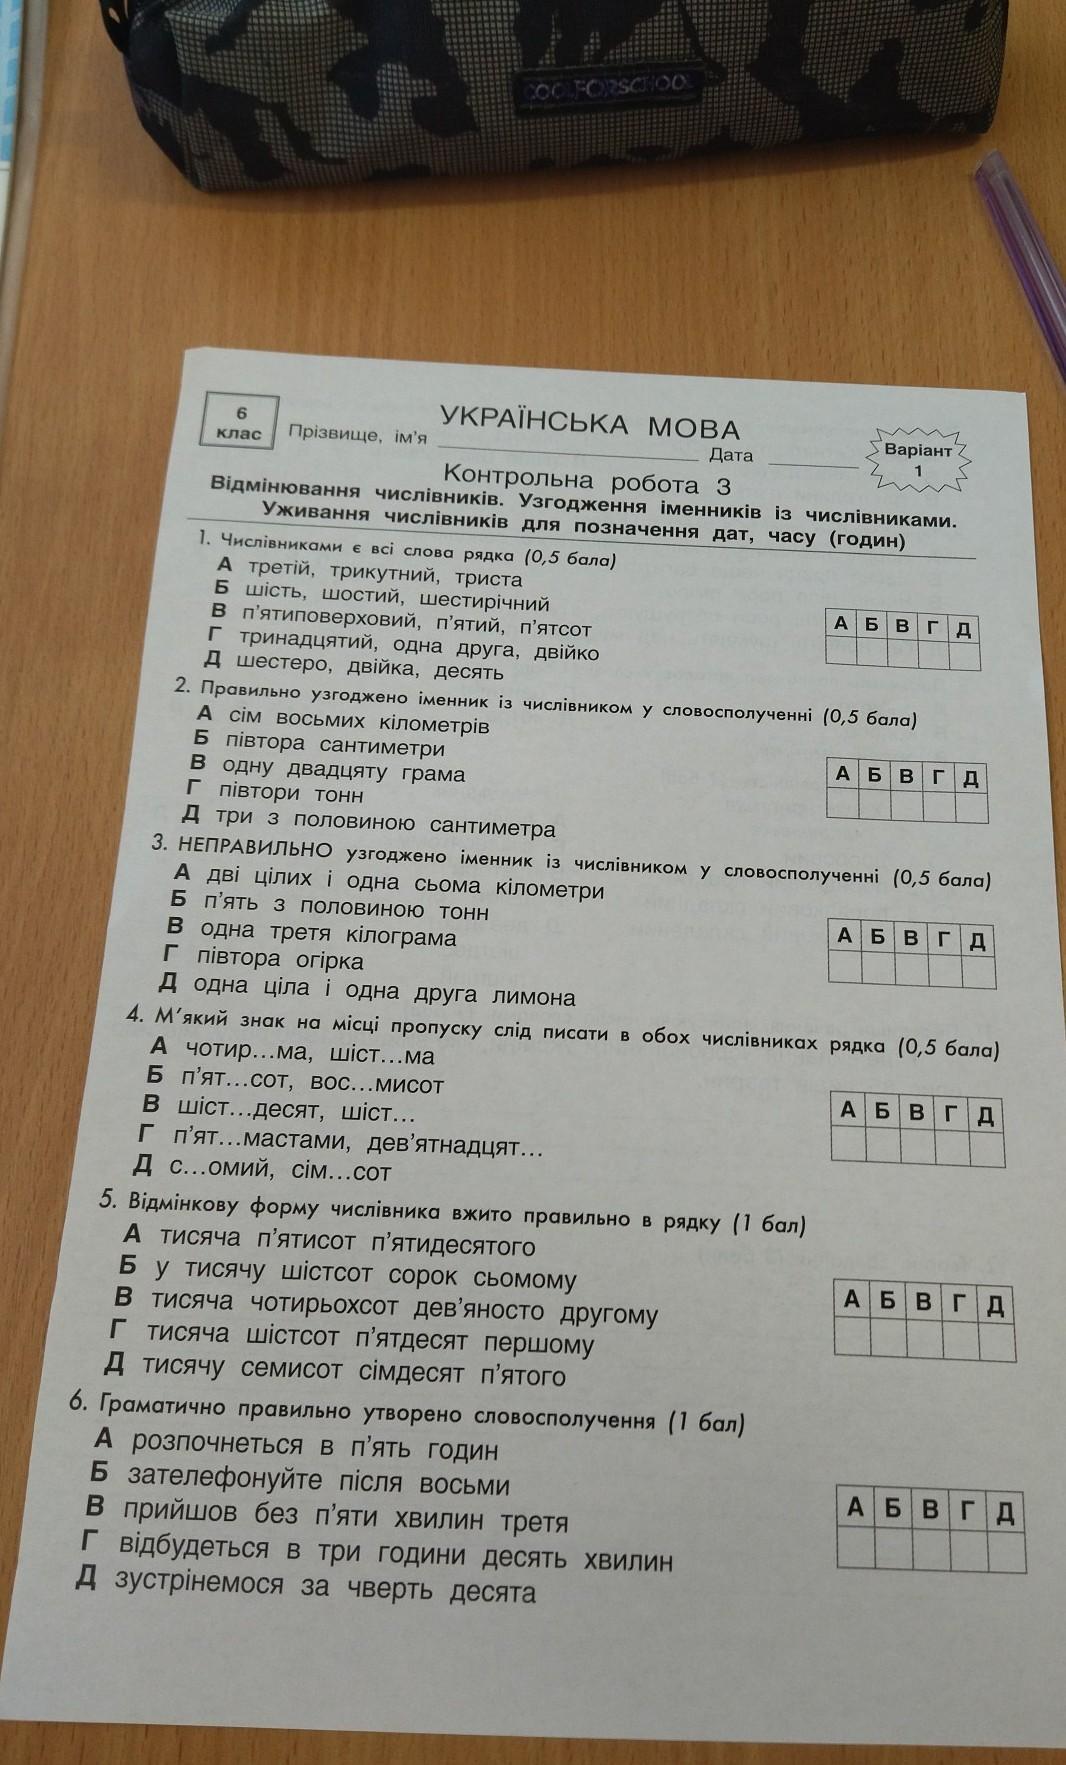 COOLFORSCHOOL
6
клас
УКРАЇНСЬКА МОВА
Прізвище, ім'я ____________ Дата ______
Варіант
1
Контрольна робота 3
Відмінювання числівників. Узгодження іменників із числівниками.
Уживання числівників для позначення дат, часу (годин)
1. Числівниками є всі слова рядка (0,5 бала)
А третій, трикутний, триста
Б шість, шостий, шестирічний
В п'ятиповерховий, п'ятий, п'ятсот
Г тринадцятий, одна друга, двійко
Д шестеро, двійка, десять
А Б В Г Д
2. Правильно узгоджено іменник із числівником у словосполученні (0,5 бала)
А сім восьмих кілометрів
Б півтора сантиметри
В одну двадцяту грама
Г півтори тонн
Д три з половиною сантиметра
А Б В Г Д
3. НЕПРАВИЛЬНО узгоджено іменник із числівником у словосполученні (0,5 бала)
А дві цілих і одна сьома кілометри
Б п'ять з половиною тонн
В одна третя кілограма
Г півтора огірка
Д одна ціла і одна друга лимона
А Б В Г Д
4. М'який знак на місці пропуску слід писати в обох числівниках рядка (0,5 бала)
А чотир...ма, шіст...ма
Б п'ят...сот, вос...мисот
В шіст...десят, шіст...
Г п'ят...мастами, дев'ятнадцят...
Д с...омий, сім...сот
А Б В Г Д
5. Відмінкову форму числівника вжито правильно в рядку (1 бал)
А тисяча п'ятисот п'ятидесятого
Б у тисячу шістсот сорок сьомому
В тисяча чотирьохсот дев'яносто другому
Г тисяча шістсот п'ятдесят першому
Д тисячу семисот сімдесят п'ятого
А Б В Г Д
6. Граматично правильно утворено словосполучення (1 бал)
А розпочнеться в п'ять годин
Б зателефонуйте після восьми
В прийшов без п'яти хвилин третя
Г відбудеться в три години десять хвилин
Д зустрінемося за чверть десята
А Б В Г Д